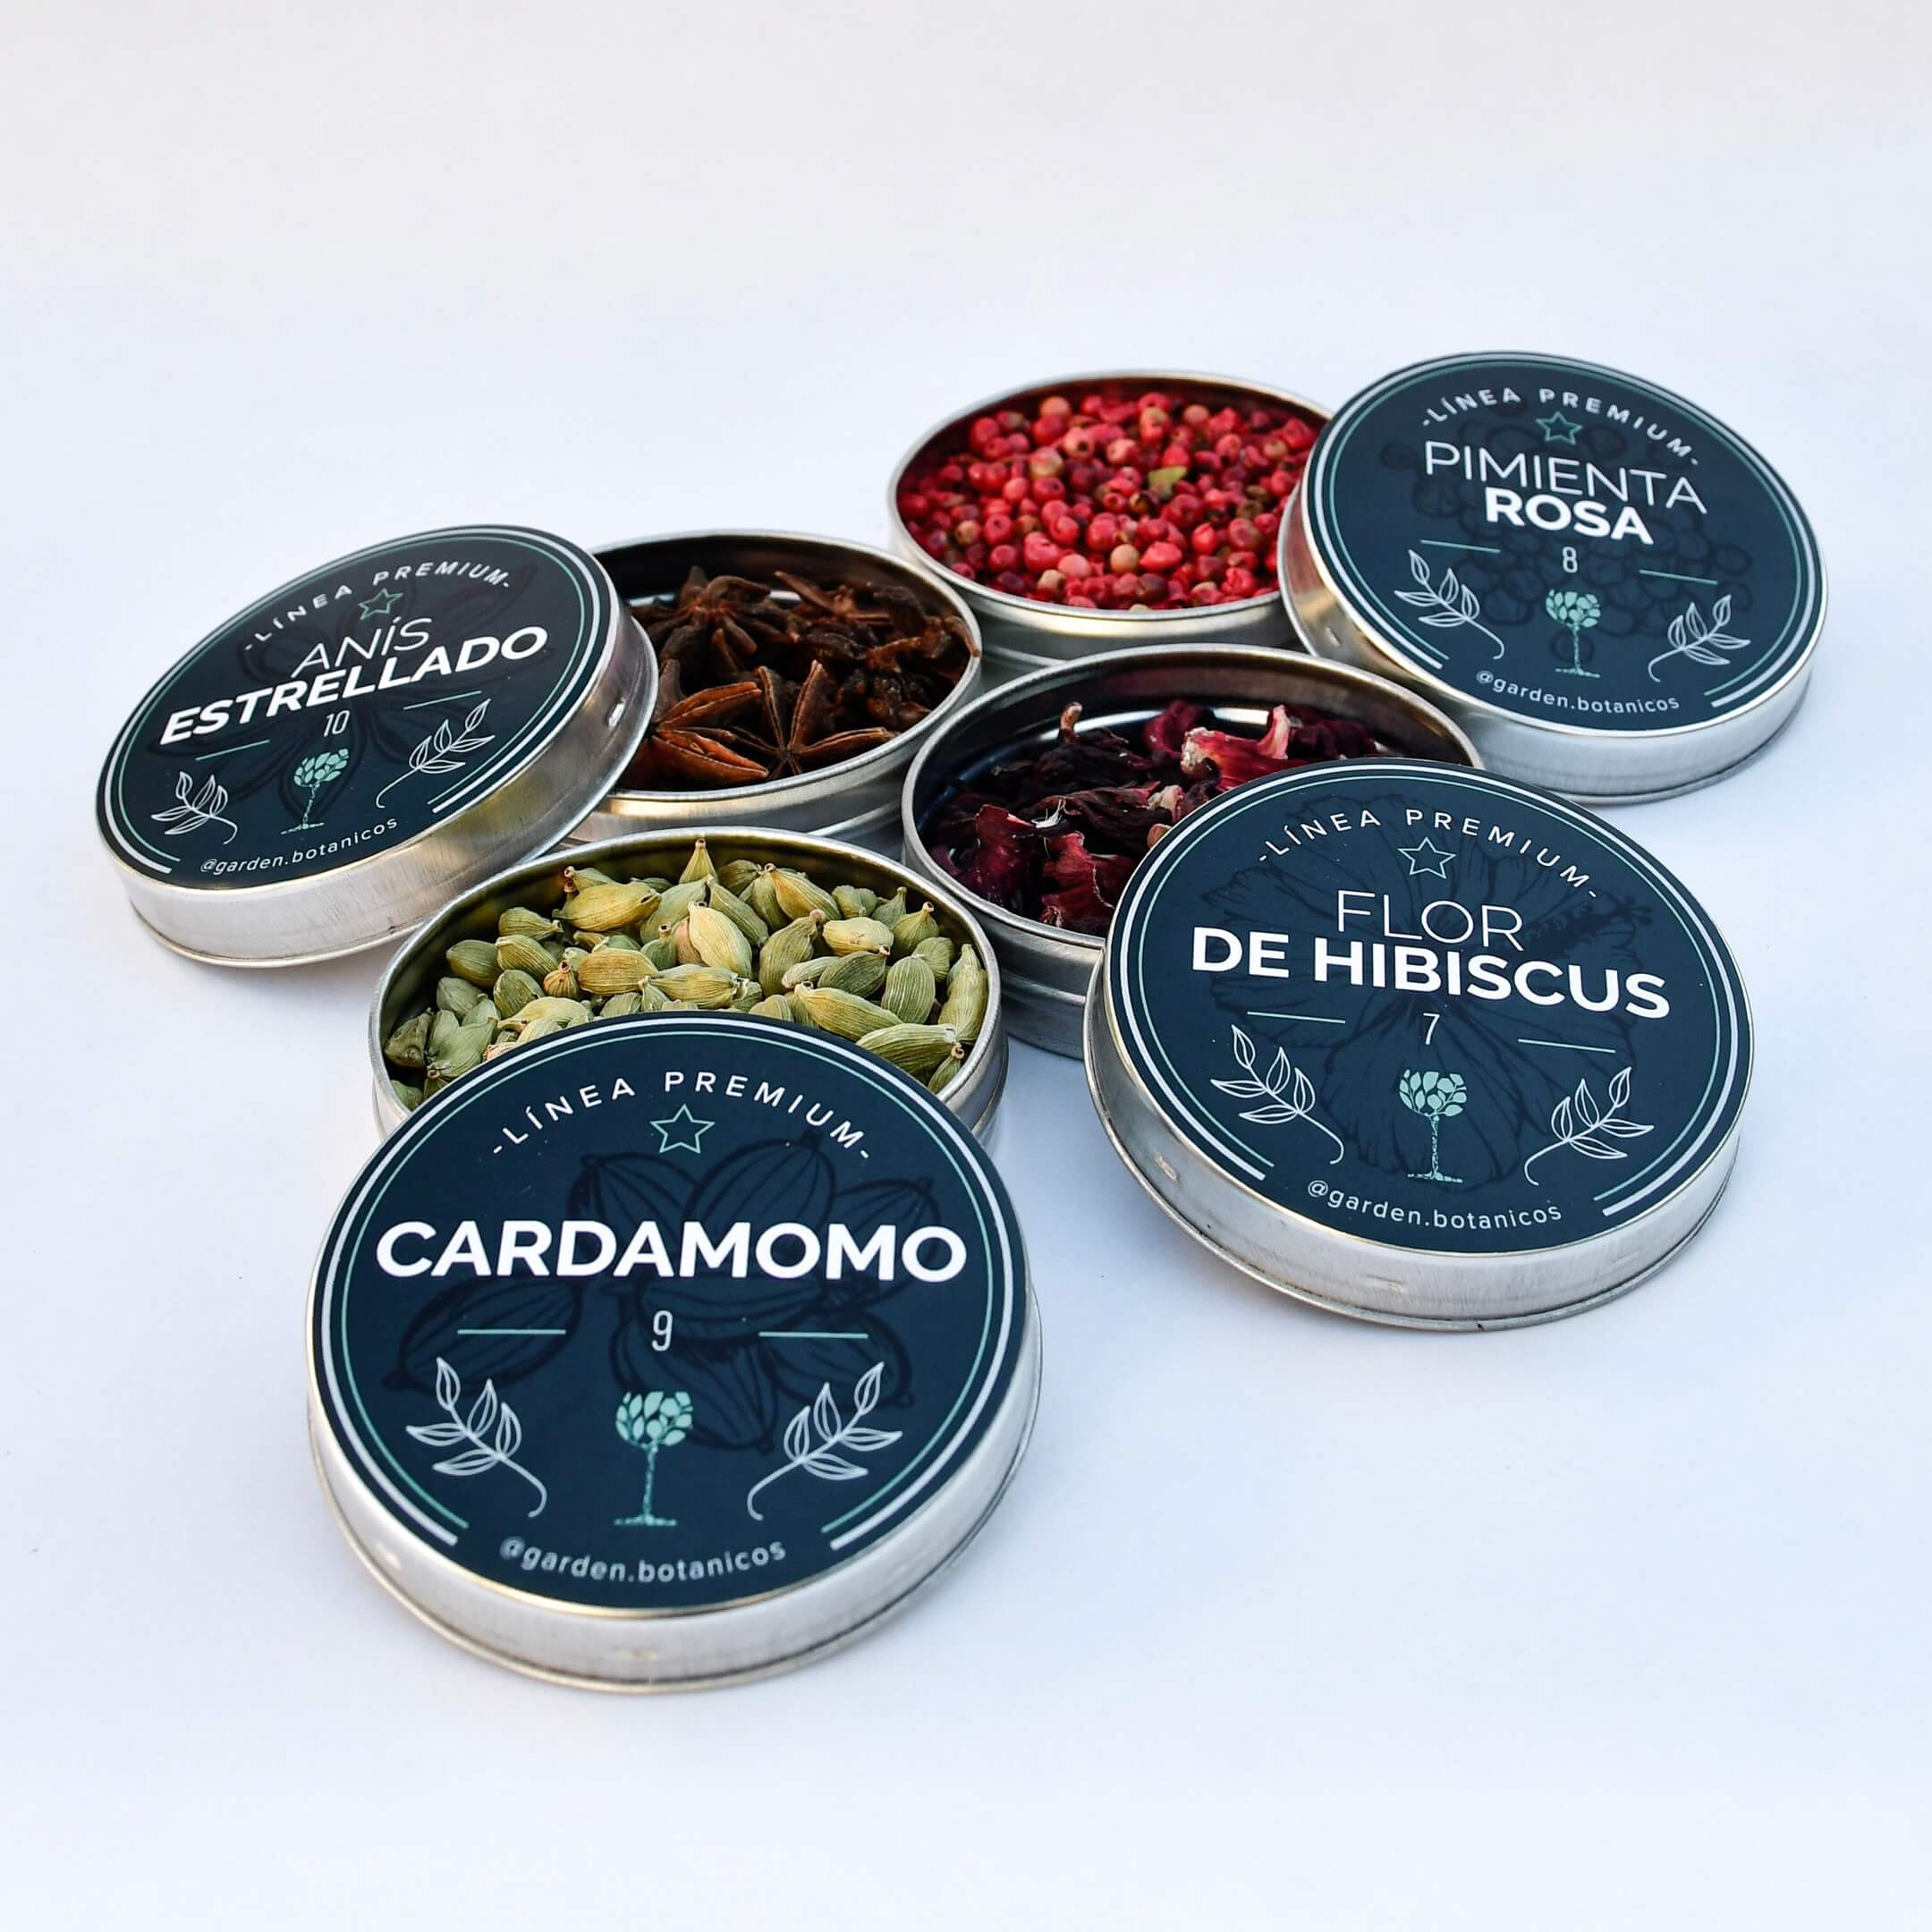 -LÍNEA PREMIUM-
PIMIENTA
ROSA
8
@garden.botanicos
-LÍNEA PREMIUM-
ANÍS
ESTRELLADO
10
@garden.botanicos
-LÍNEA PREMIUM-
FLOR
DE HIBISCUS
7
@garden.botanicos
-LÍNEA PREMIUM-
CARDAMOMO
9
@garden.botanicos